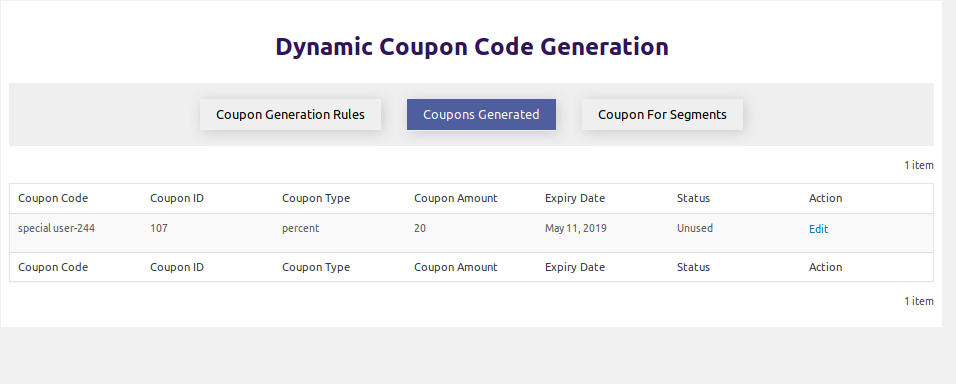 Dynamic Coupon Code Generation
Coupon Generation Rules Coupons Generated Coupon For Segments
1 item
Coupon Code Coupon ID Coupon Type Coupon Amount Expiry Date Status Action
special user-244 107 percent 20 May 11, 2019 Unused Edit
Coupon Code Coupon ID Coupon Type Coupon Amount Expiry Date Status Action
1 item